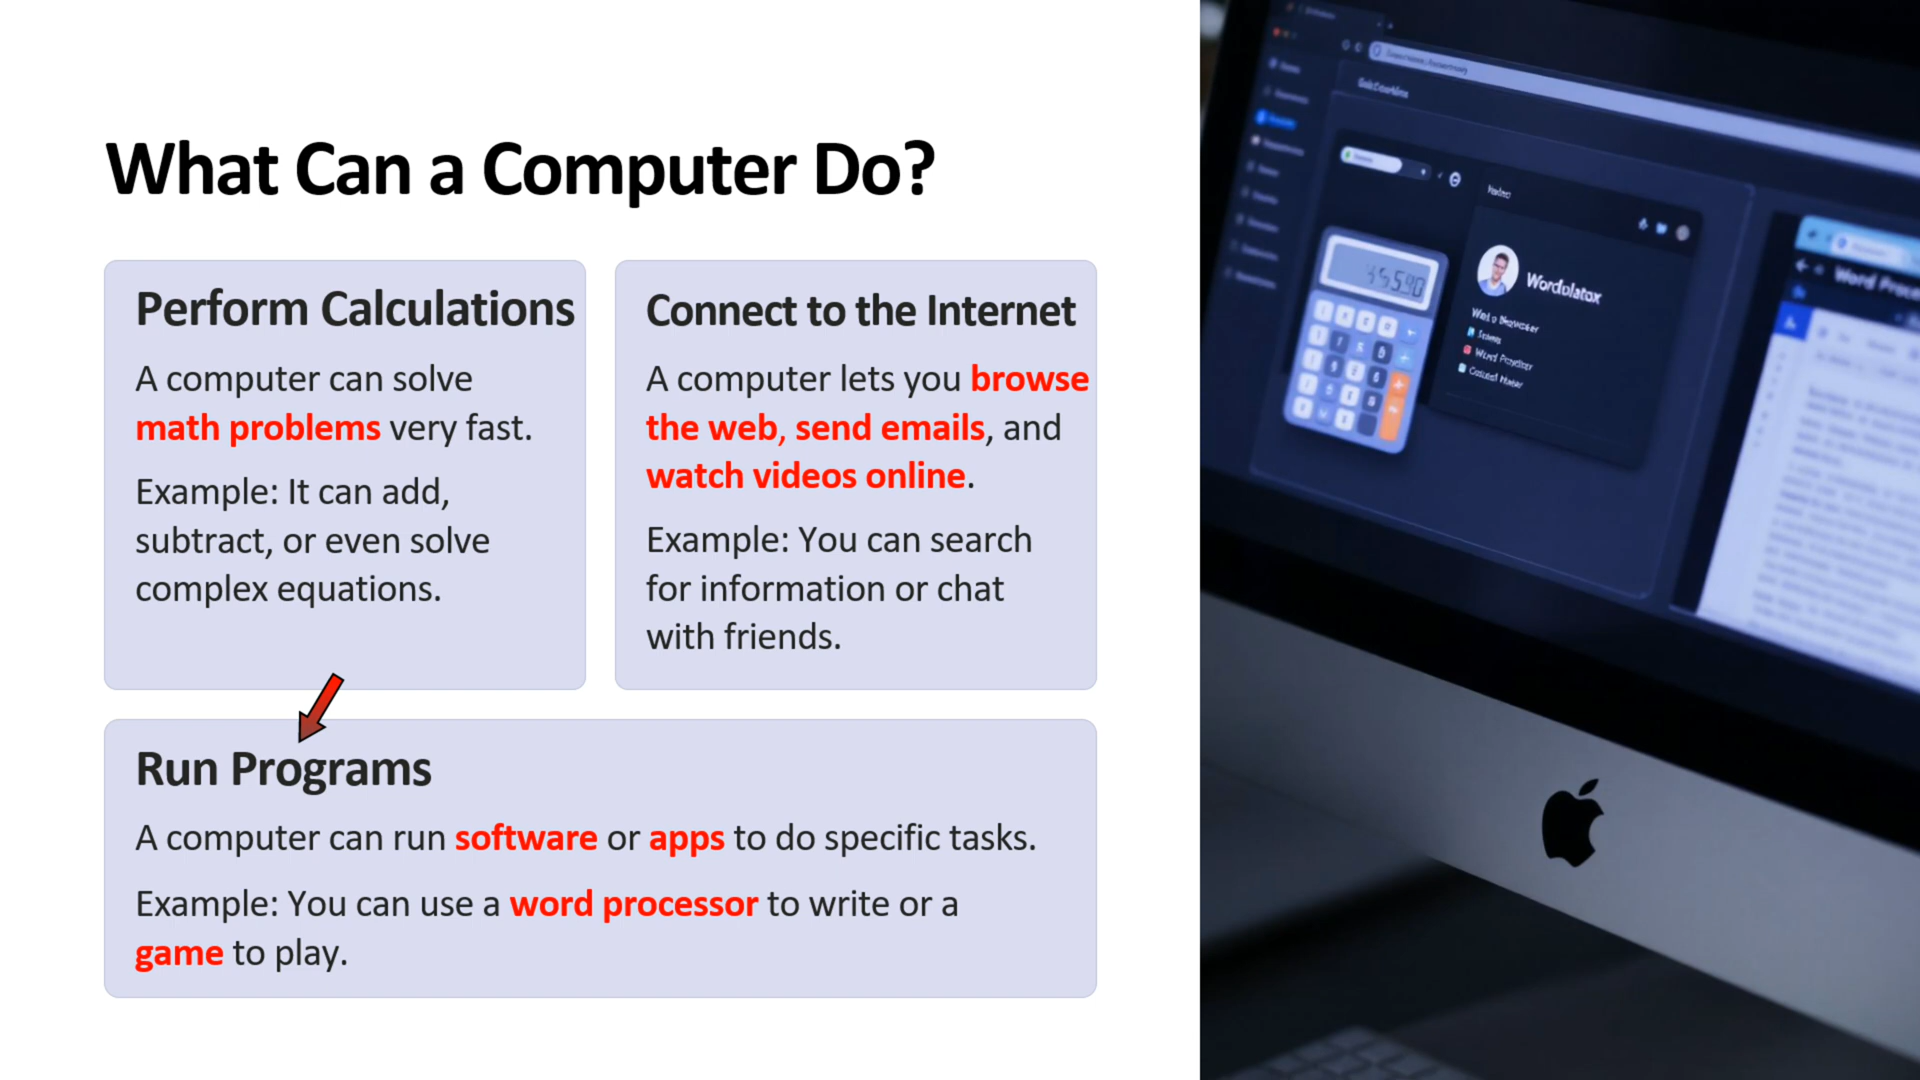 What Can a Computer Do?
Perform Calculations
A computer can solve
math problems very fast.
Example: It can add,
subtract, or even solve
complex equations.
Connect to the Internet
A computer lets you browse
the web, send emails, and
watch videos online.
Example: You can search
for information or chat
with friends.
Run Programs
A computer can run software or apps to do specific tasks.
Example: You can use a word processor to write or a
game to play.
Wordolatox